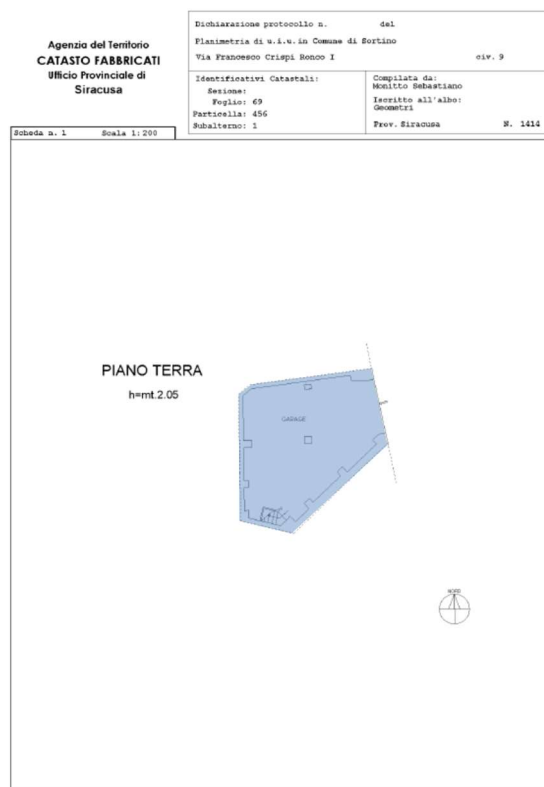 Agenzia del Territorio
CATASTO FABBRICATI
Ufficio Provinciale di
Siracusa
Dichiarazione protocollo n. del
Planimetria di u.i.u. in Comune di Sortino
Via Francesco Crispi Ronco I civ. 9
Identificativi Catastali:
Sezione:
Foglio: 69
Particella: 456
Subalterno: 1
Compilata da:
Monitto Sebastiano
Iscritto all'albo:
Geometri
Prov. Siracusa N. 1414
Scheda n. 1 Scala 1:200
PIANO TERRA
h=mt.2.05
GARAGE
NORD